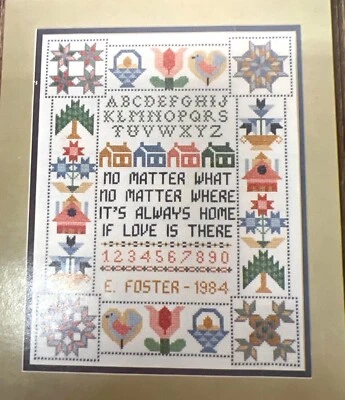 ABCDEFGHIJ
KLMNOPQRS
TUVWXYZ
NO MATTER WHAT
NO MATTER WHERE
IT'S ALWAYS HOME
IF LOVE IS THERE
1234567890
E. FOSTER - 1984